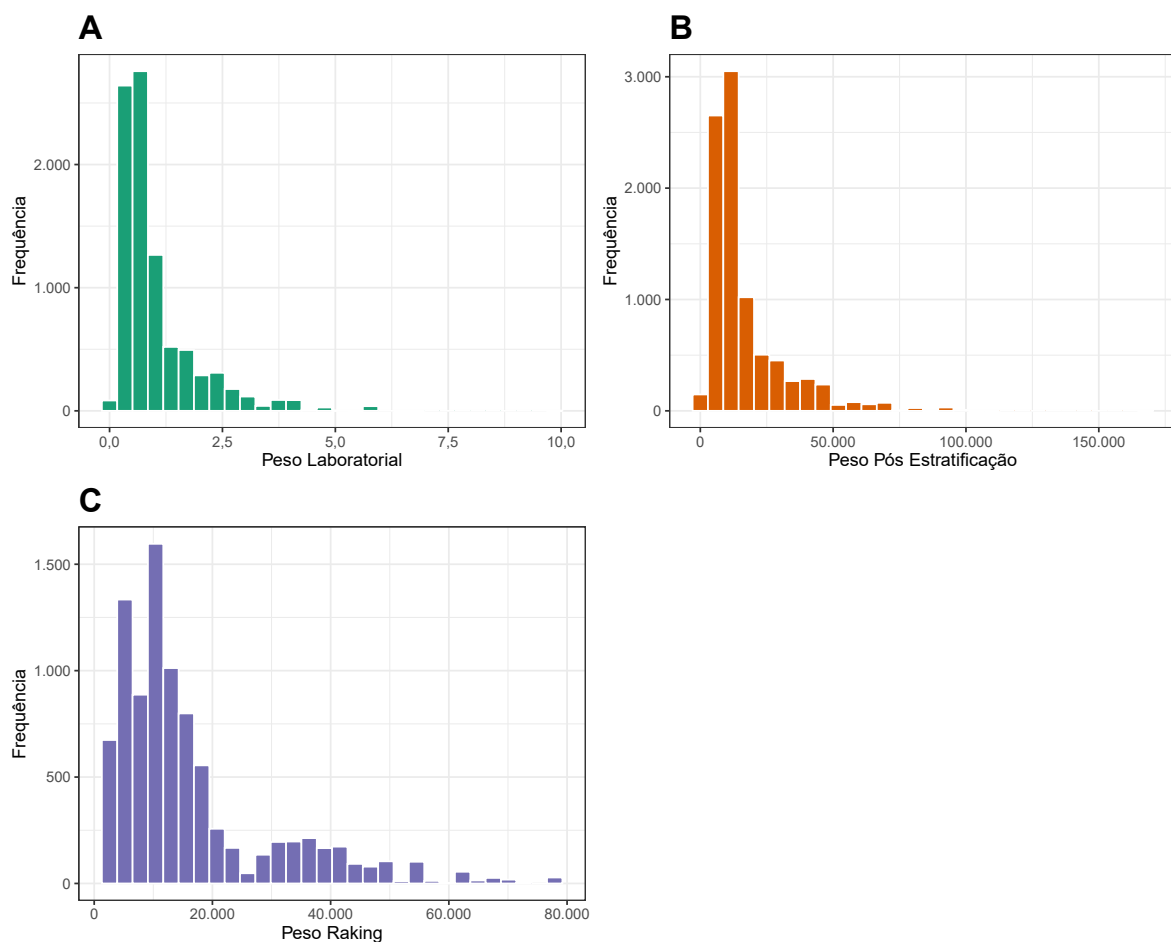 A
Frequência
2.000
1.000
0
0,0 2,5 5,0 7,5 10,0
Peso Laboratorial
B
Frequência
3.000
2.000
1.000
0
0 50.000 100.000 150.000
Peso Pós Estratificação
C
Frequência
1.500
1.000
500
0
0 20.000 40.000 60.000 80.000
Peso Raking